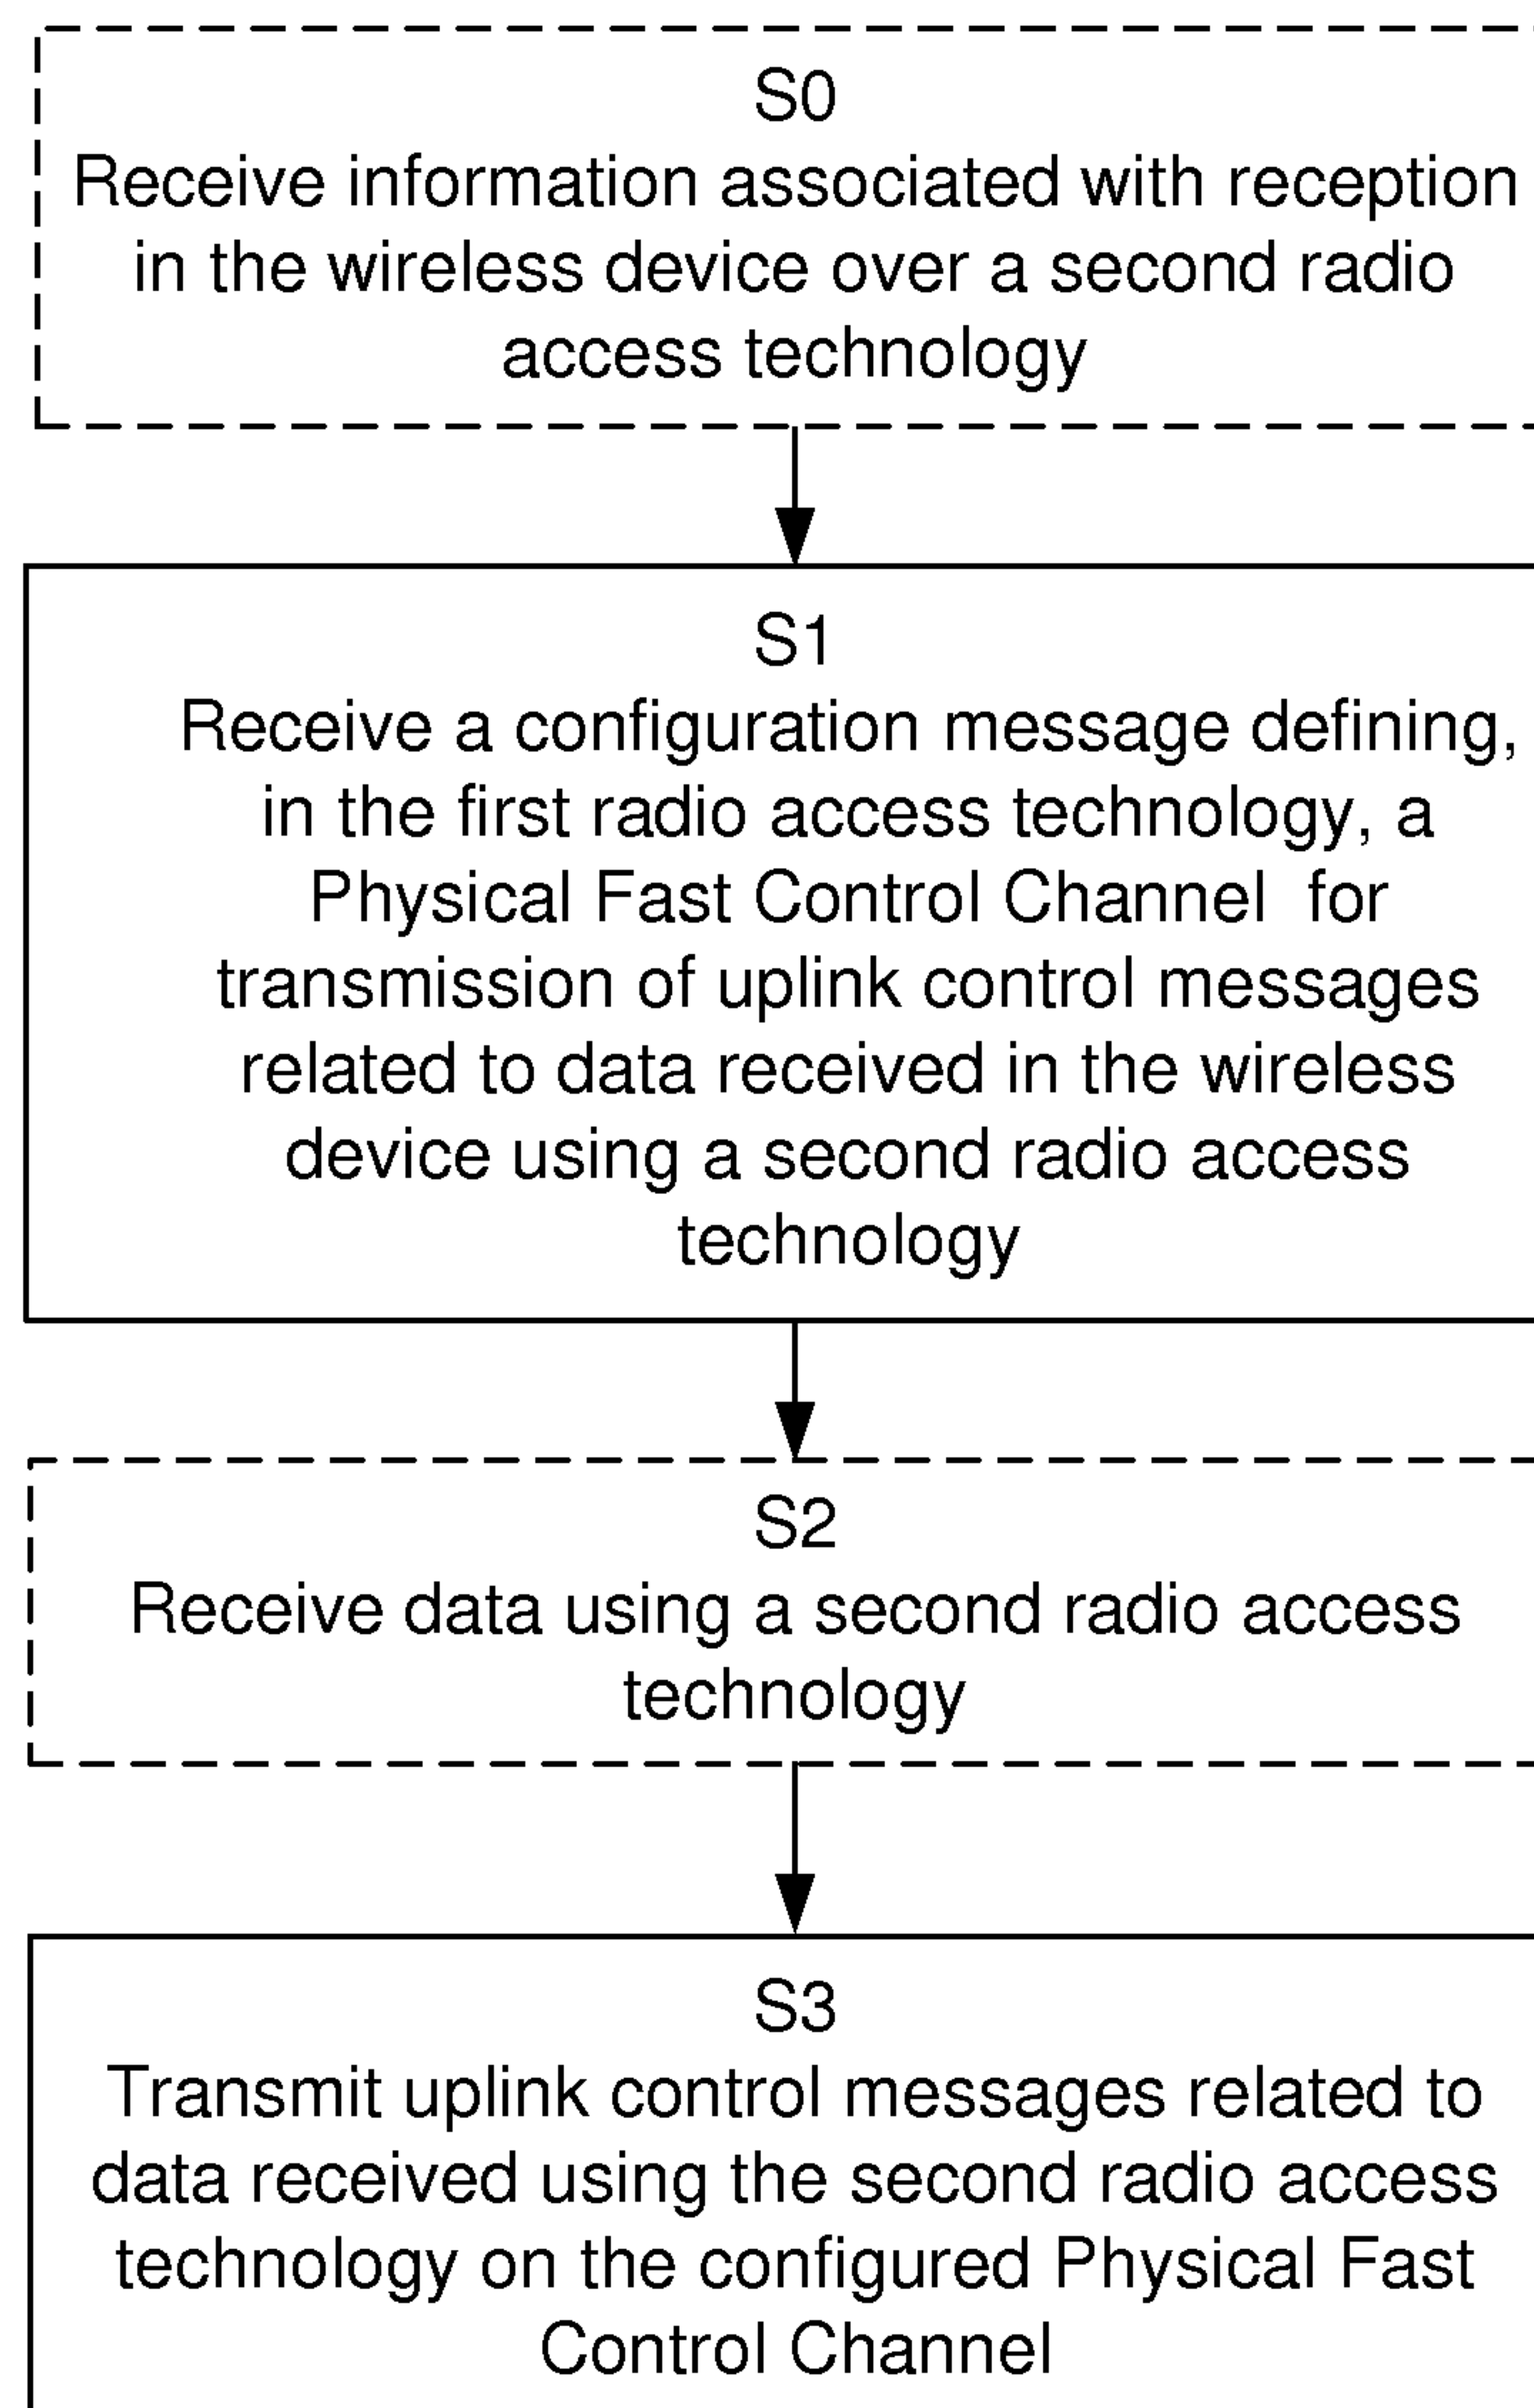 S0
Receive information associated with reception
in the wireless device over a second radio
access technology
S1
Receive a configuration message defining,
in the first radio access technology, a
Physical Fast Control Channel for
transmission of uplink control messages
related to data received in the wireless
device using a second radio access
technology
S2
Receive data using a second radio access
technology
S3
Transmit uplink control messages related to
data received using the second radio access
technology on the configured Physical Fast
Control Channel